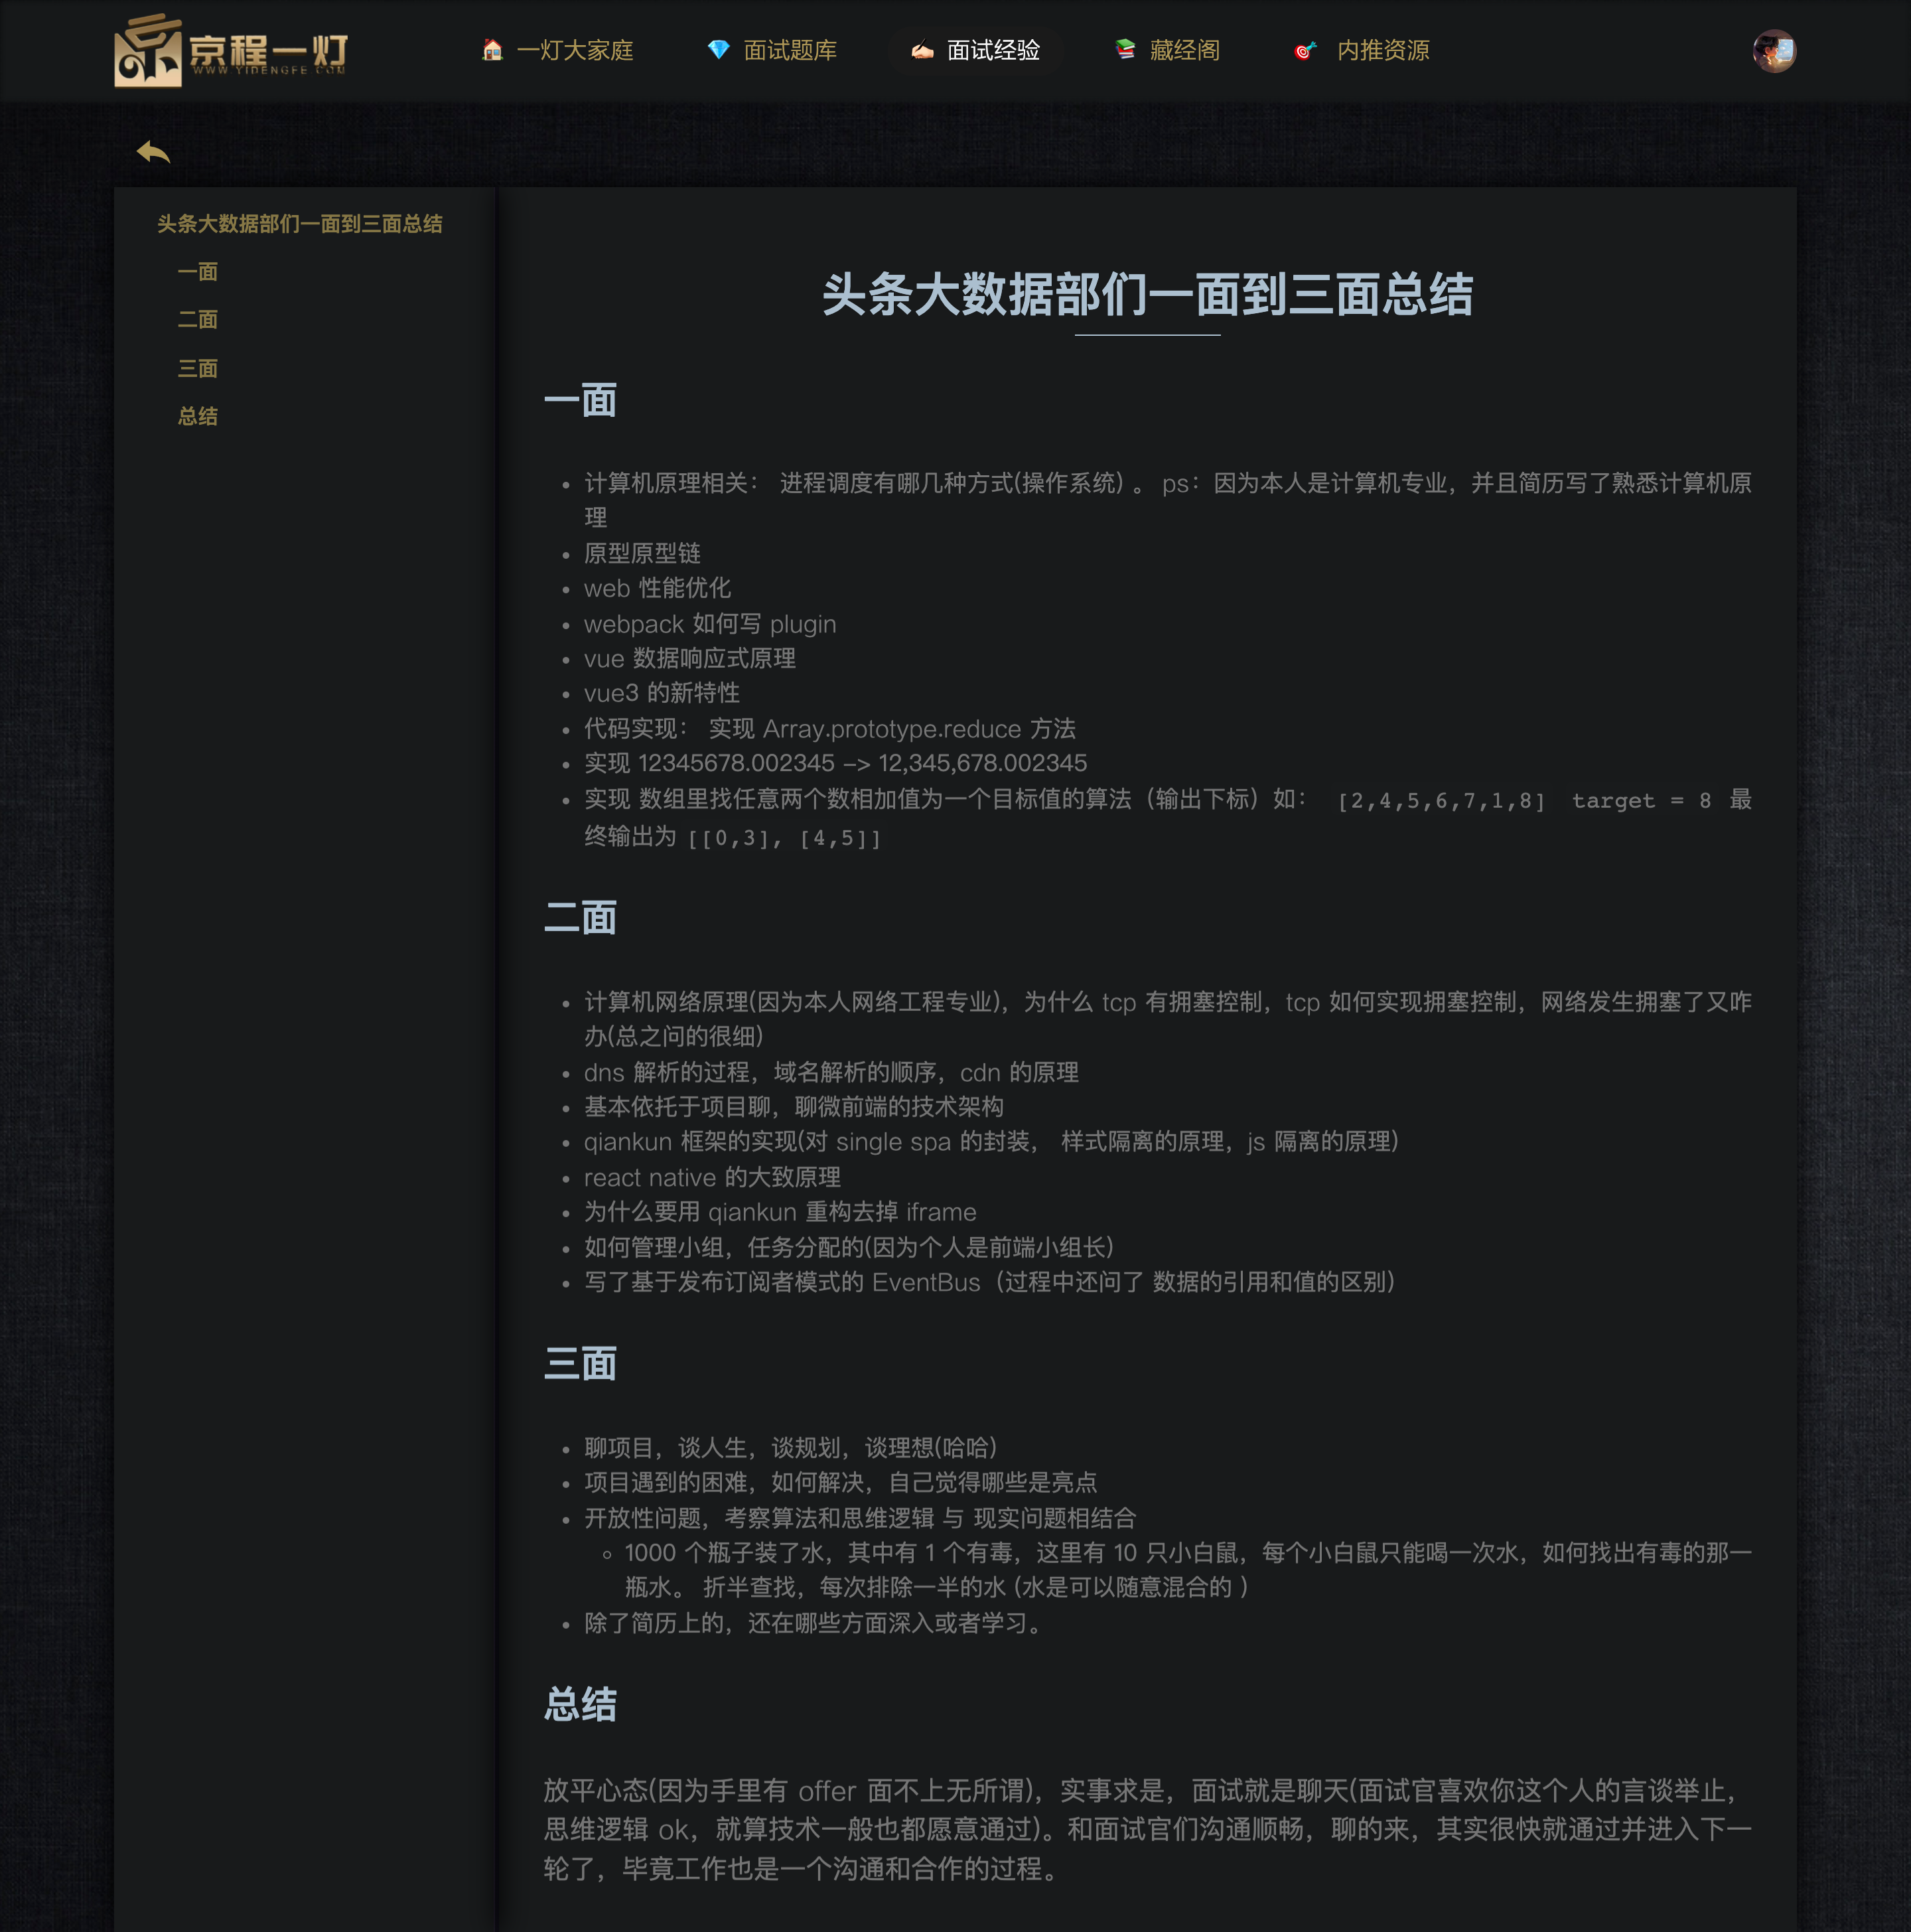 京程一灯
WWW.YIDENGFE.COM
一灯大家庭
面试题库
面试经验
藏经阁
内推资源
头条大数据部们一面到三面总结
一面
二面
三面
总结
头条大数据部们一面到三面总结
一面
计算机原理相关： 进程调度有哪几种方式(操作系统) 。 ps：因为本人是计算机专业，并且简历写了熟悉计算机原
理
原型原型链
web 性能优化
webpack 如何写 plugin
vue 数据响应式原理
vue3 的新特性
代码实现： 实现 Array.prototype.reduce 方法
实现 12345678.002345 -> 12,345,678.002345
实现 数组里找任意两个数相加值为一个目标值的算法（输出下标）如： [2,4,5,6,7,1,8] target = 8 最
终输出为 [[0,3], [4,5]]
二面
计算机网络原理(因为本人网络工程专业)，为什么 tcp 有拥塞控制，tcp 如何实现拥塞控制，网络发生拥塞了又咋
办(总之问的很细)
dns 解析的过程，域名解析的顺序，cdn 的原理
基本依托于项目聊，聊微前端的技术架构
qiankun 框架的实现(对 single spa 的封装， 样式隔离的原理，js 隔离的原理)
react native 的大致原理
为什么要用 qiankun 重构去掉 iframe
如何管理小组，任务分配的(因为个人是前端小组长)
写了基于发布订阅者模式的 EventBus（过程中还问了 数据的引用和值的区别）
三面
聊项目，谈人生，谈规划，谈理想(哈哈)
项目遇到的困难，如何解决，自己觉得哪些是亮点
开放性问题，考察算法和思维逻辑 与 现实问题相结合
1000 个瓶子装了水，其中有 1 个有毒，这里有 10 只小白鼠，每个小白鼠只能喝一次水，如何找出有毒的那一
瓶水。 折半查找，每次排除一半的水 (水是可以随意混合的 )
除了简历上的，还在哪些方面深入或者学习。
总结
放平心态(因为手里有 offer 面不上无所谓)，实事求是，面试就是聊天(面试官喜欢你这个人的言谈举止，
思维逻辑 ok，就算技术一般也都愿意通过)。和面试官们沟通顺畅，聊的来，其实很快就通过并进入下一
轮了，毕竟工作也是一个沟通和合作的过程。